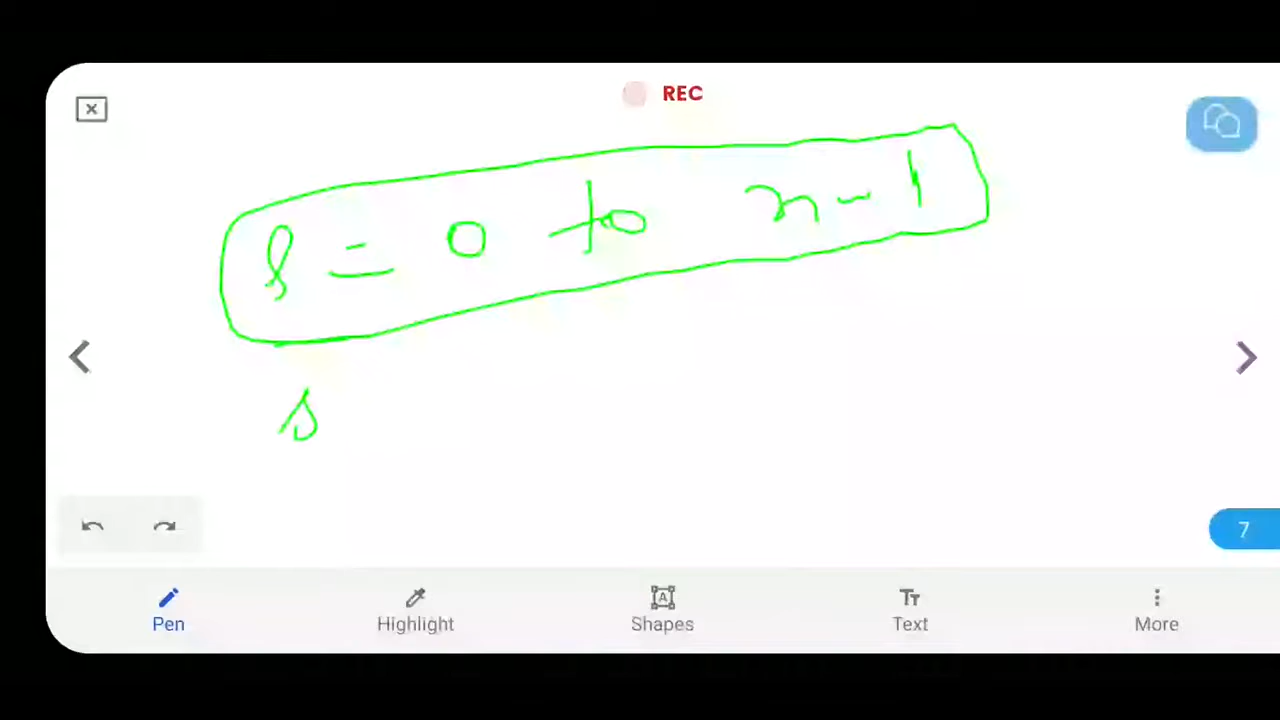 REC
l = 0 to n-1
s
7
Pen
Highlight
Shapes
Text
More